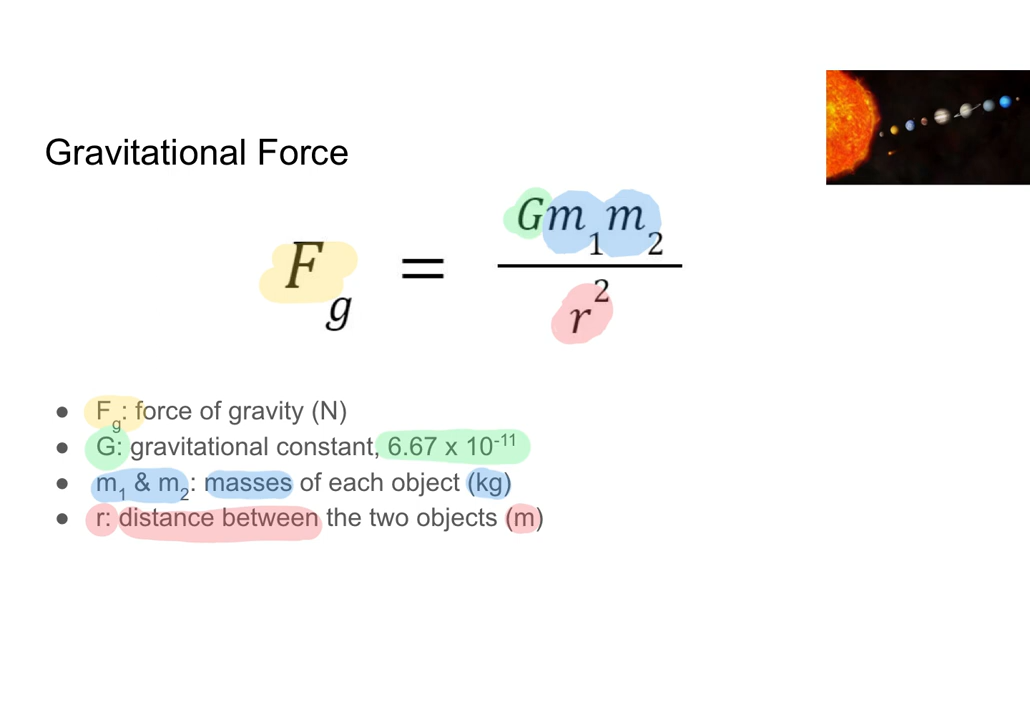 Gravitational Force
F_g = \frac{Gm_1m_2}{r^2}
● F_g: force of gravity (N)
● G: gravitational constant, 6.67 x 10^{-11}
● m_1 & m_2: masses of each object (kg)
● r: distance between the two objects (m)